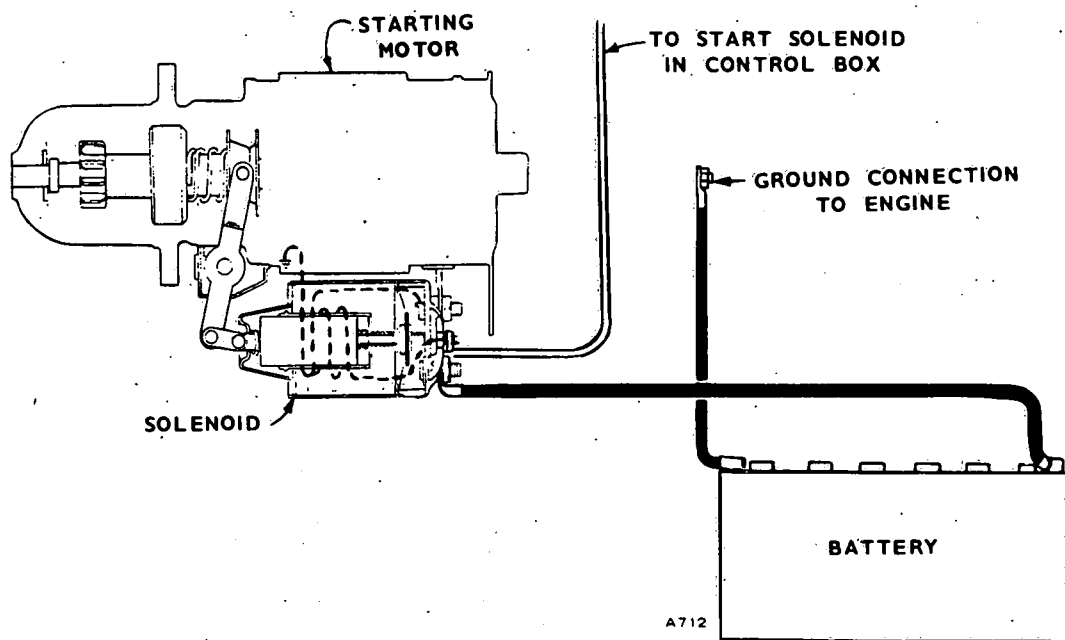 STARTING
MOTOR
TO START SOLENOID
IN CONTROL BOX
GROUND CONNECTION
TO ENGINE
SOLENOID
BATTERY
A712